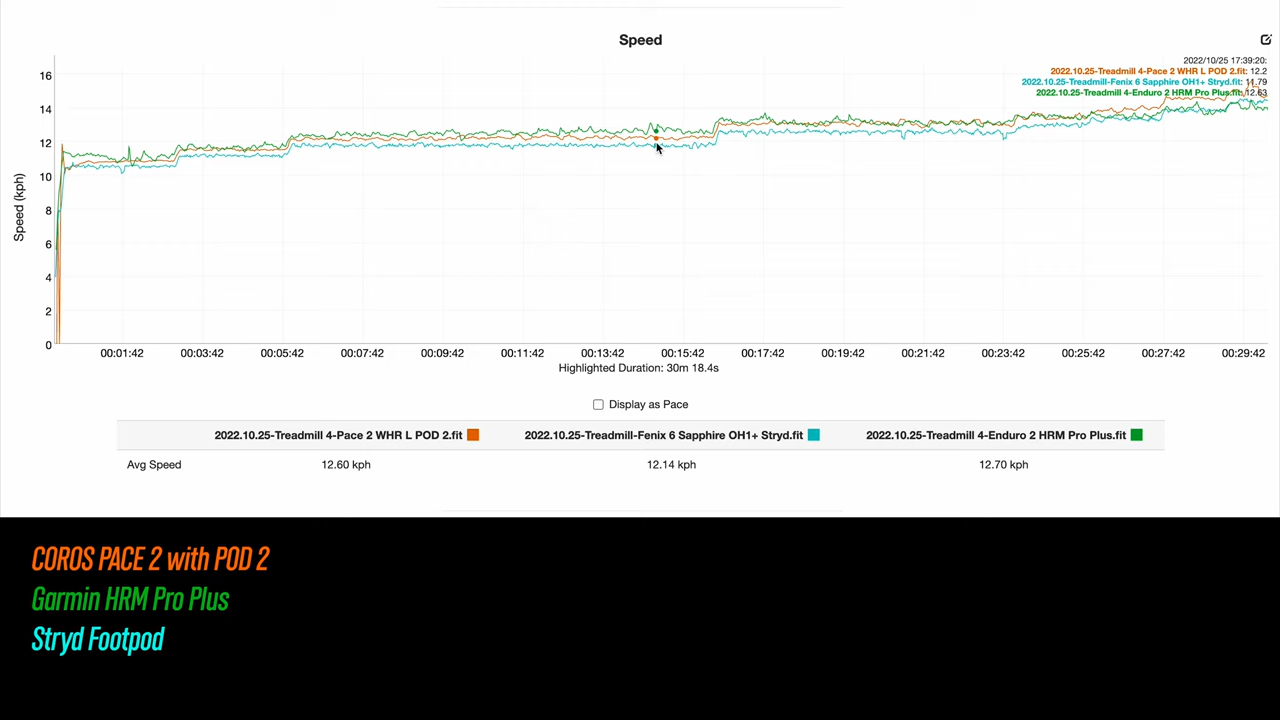 Speed
2022/10/25 17:39:20:
2022.10.25-Treadmill 4-Pace 2 WHR L POD 2.fit: 12.2
2022.10.25-Treadmill-Fenix 6 Sapphire OH1+ Stryd.fit: 11.79
2022.10.25-Treadmill 4-Enduro 2 HRM Pro Plus.fit: 12.63
16
14
12
10
8
6
4
2
0
Speed (kph)
00:01:42 00:03:42 00:05:42 00:07:42 00:09:42 00:11:42 00:13:42 00:15:42 00:17:42 00:19:42 00:21:42 00:23:42 00:25:42 00:27:42 00:29:42
Highlighted Duration: 30m 18.4s
Display as Pace
2022.10.25-Treadmill 4-Pace 2 WHR L POD 2.fit 2022.10.25-Treadmill-Fenix 6 Sapphire OH1+ Stryd.fit 2022.10.25-Treadmill 4-Enduro 2 HRM Pro Plus.fit
Avg Speed 12.60 kph 12.14 kph 12.70 kph
COROS PACE 2 with POD 2
Garmin HRM Pro Plus
Stryd Footpod